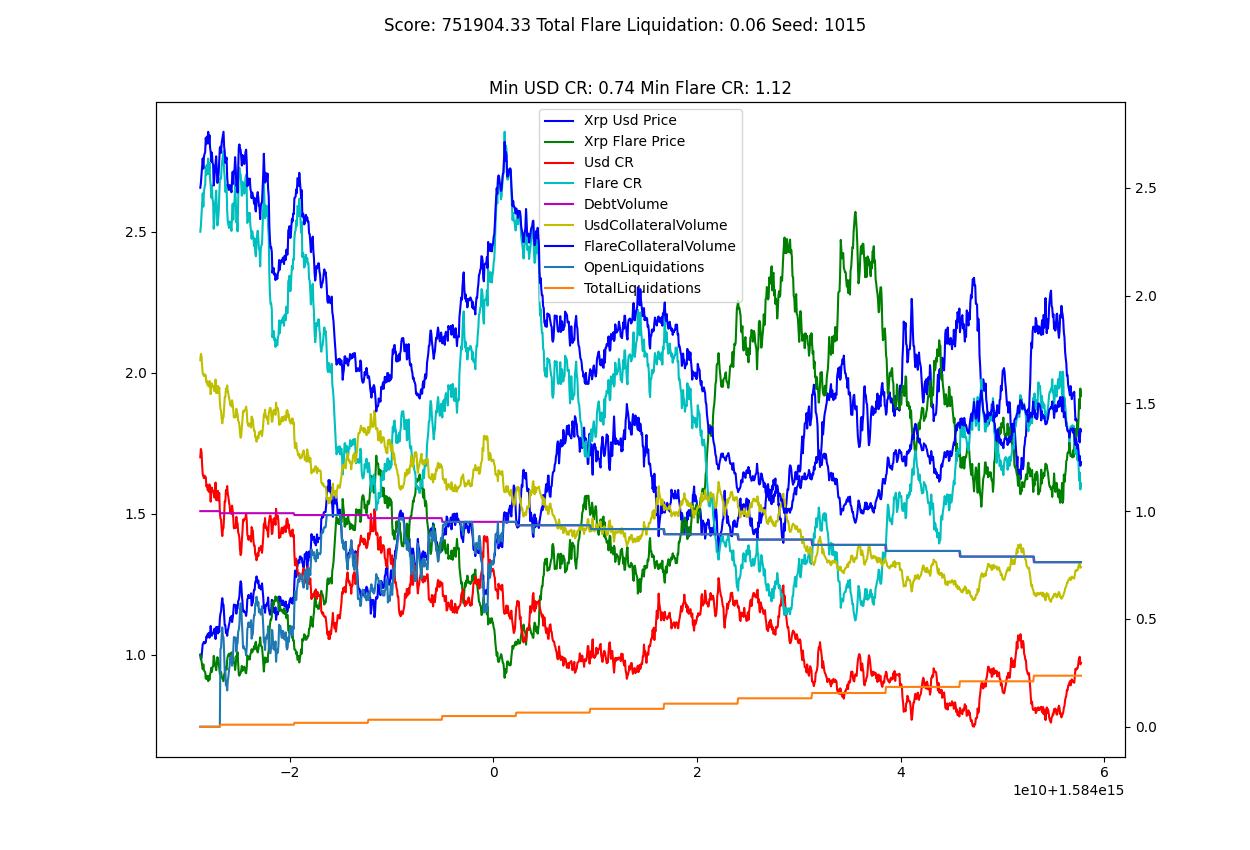 Score: 751904.33 Total Flare Liquidation: 0.06 Seed: 1015
Min USD CR: 0.74 Min Flare CR: 1.12
Xrp Usd Price
Xrp Flare Price
Usd CR
Flare CR
DebtVolume
UsdCollateralVolume
FlareCollateralVolume
OpenLiquidations
TotalLiquidations
2.5
2.0
1.5
1.0
2.5
2.0
1.5
1.0
0.5
0.0
−2
0
2
4
6
1e10+1.584e15